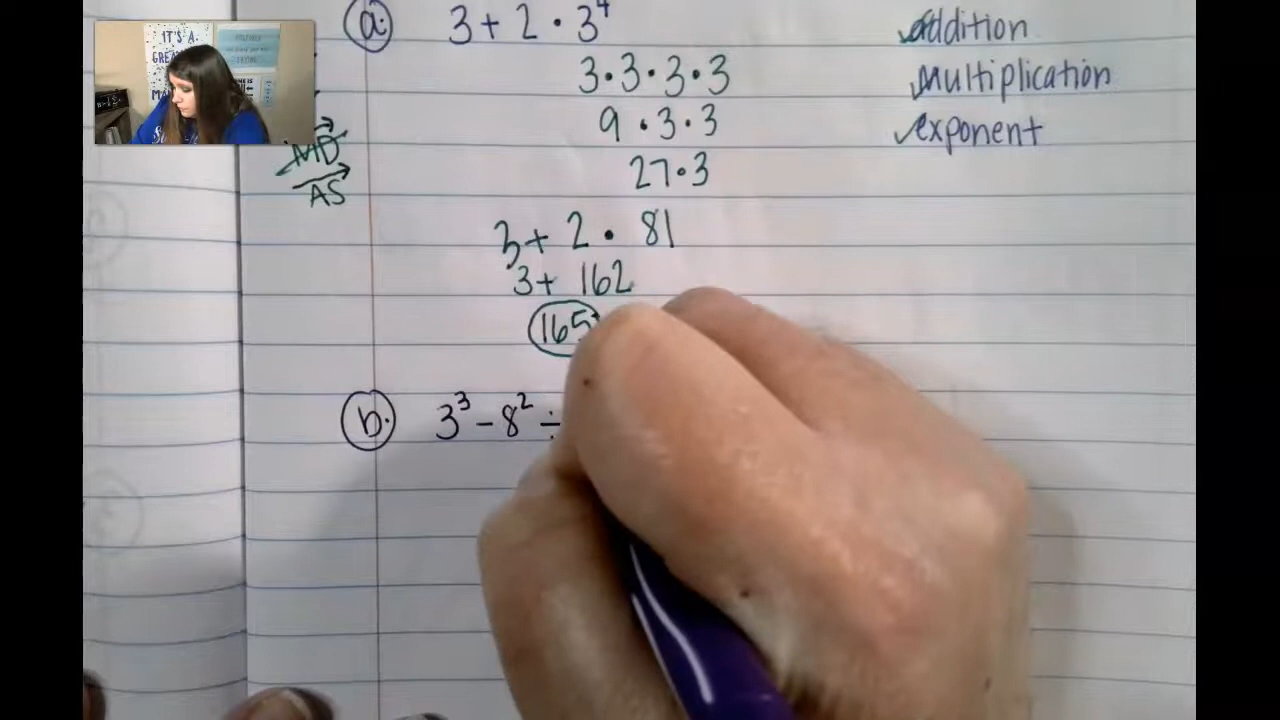 a. 3 + 2 · 3⁴
addition
3·3·3·3
multiplication
9 · 3 · 3
exponent
27·3
MD
AS
3 + 2 · 81
3 + 162
165
b. 3³ - 8² ÷
IT'S A